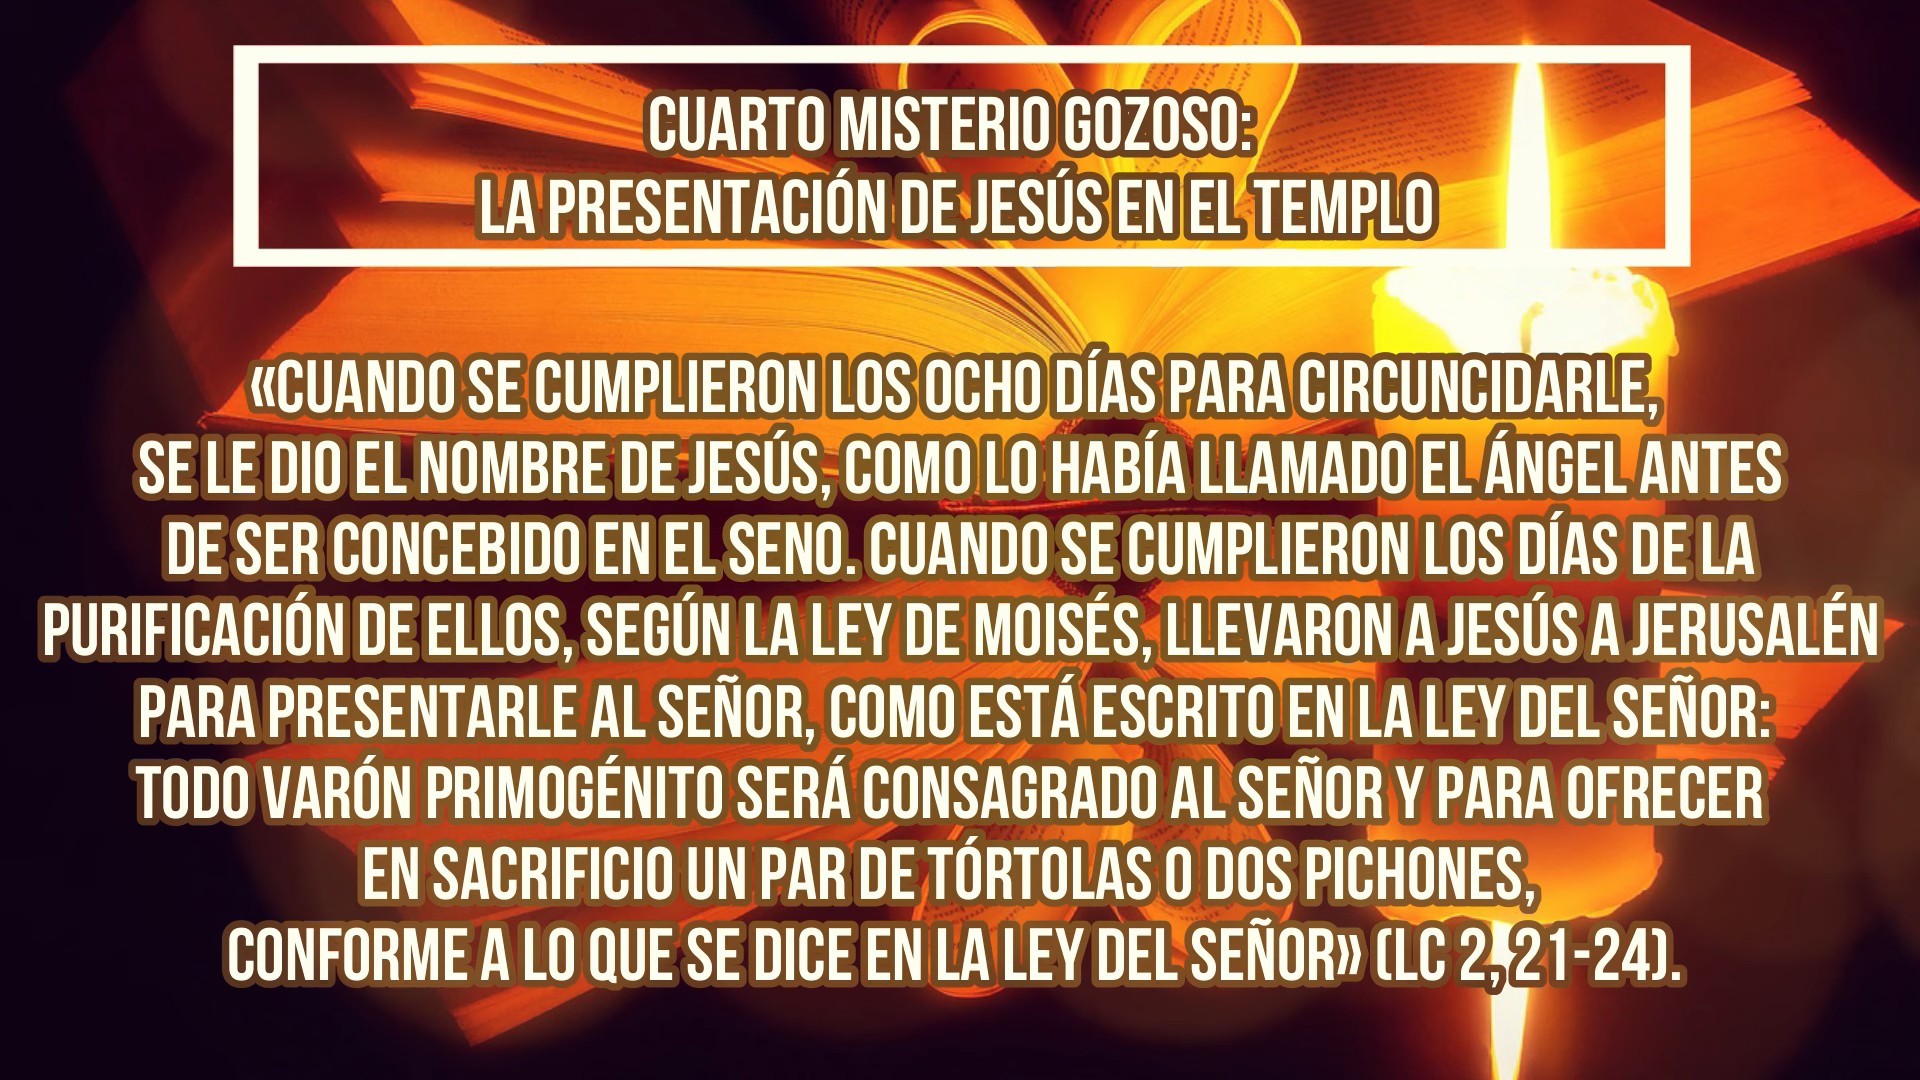 CUARTO MISTERIO GOZOSO:
LA PRESENTACIÓN DE JESÚS EN EL TEMPLO
«CUANDO SE CUMPLIERON LOS OCHO DÍAS PARA CIRCUNCIDARLE,
SE LE DIO EL NOMBRE DE JESÚS, COMO LO HABÍA LLAMADO EL ÁNGEL ANTES
DE SER CONCEBIDO EN EL SENO. CUANDO SE CUMPLIERON LOS DÍAS DE LA
PURIFICACIÓN DE ELLOS, SEGÚN LA LEY DE MOISÉS, LLEVARON A JESÚS A JERUSALÉN
PARA PRESENTARLE AL SEÑOR, COMO ESTÁ ESCRITO EN LA LEY DEL SEÑOR:
TODO VARÓN PRIMOGÉNITO SERÁ CONSAGRADO AL SEÑOR Y PARA OFRECER
EN SACRIFICIO UN PAR DE TÓRTOLAS O DOS PICHONES,
CONFORME A LO QUE SE DICE EN LA LEY DEL SEÑOR» (LC 2, 21-24).